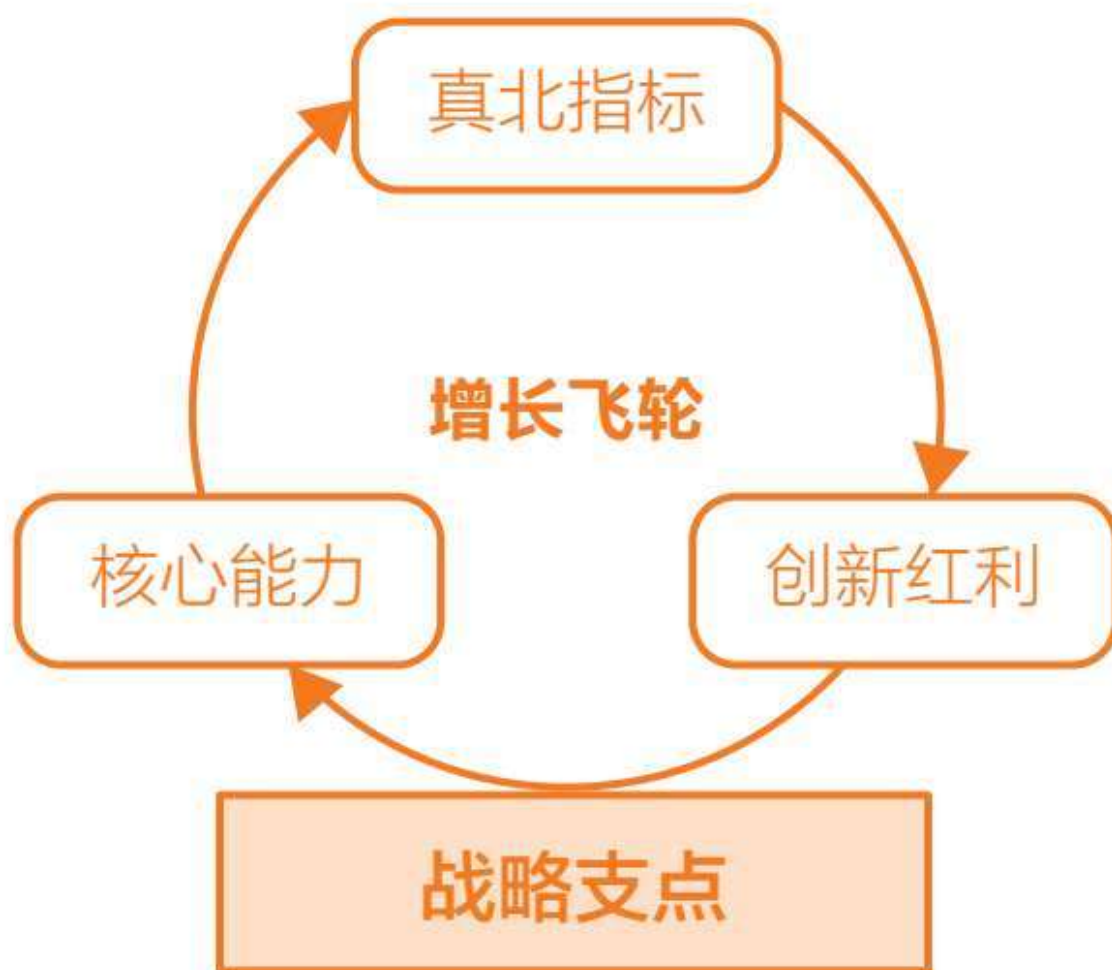 真北指标
增长飞轮
核心能力
创新红利
战略支点